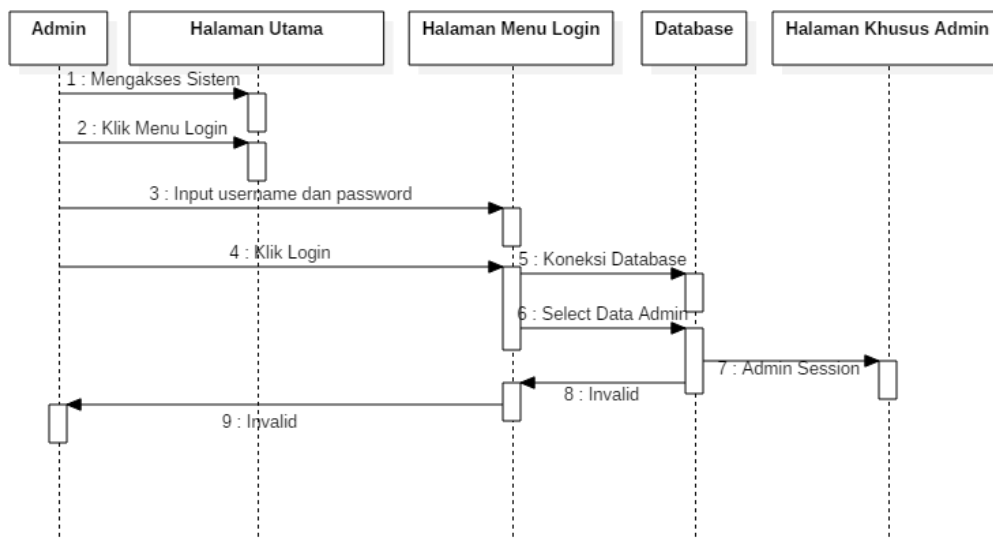 Admin
Halaman Utama
Halaman Menu Login
Database
Halaman Khusus Admin
1 : Mengakses Sistem
2 : Klik Menu Login
3 : Input username dan password
4 : Klik Login
5 : Koneksi Database
6 : Select Data Admin
7 : Admin Session
8 : Invalid
9 : Invalid